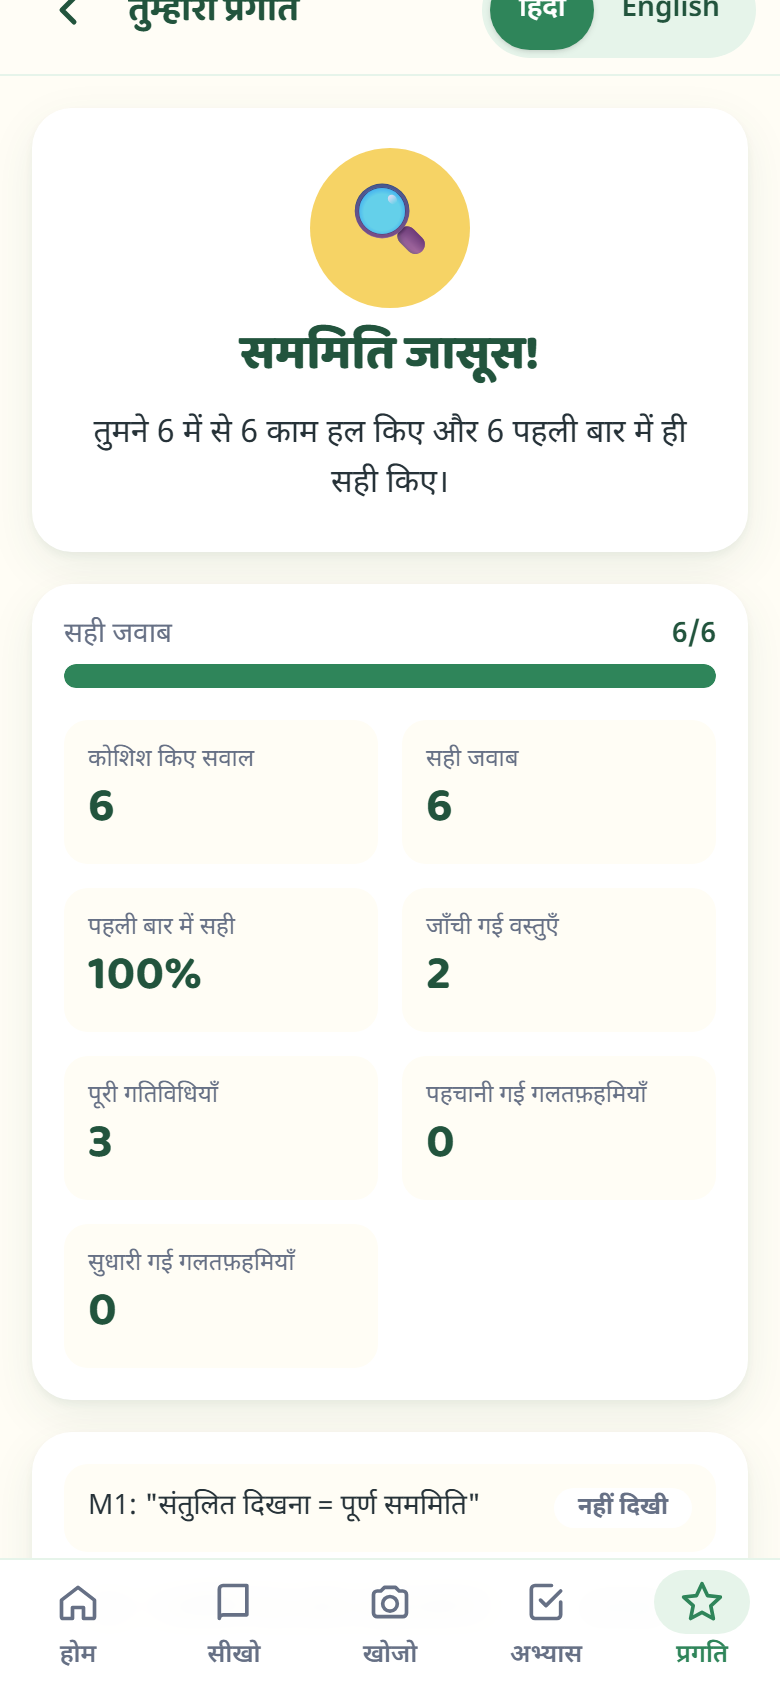 तुम्हारी प्रगति
हिंदी English
सममिति जासूस!
तुमने 6 में से 6 काम हल किए और 6 पहली बार में ही
सही किए।
सही जवाब 6/6
कोशिश किए सवाल
6
सही जवाब
6
पहली बार में सही
100%
जाँची गई वस्तुएँ
2
पूरी गतिविधियाँ
3
पहचानी गई गलतफ़हमियाँ
0
सुधारी गई गलतफ़हमियाँ
0
M1: "संतुलित दिखना = पूर्ण सममिति" नहीं दिखी
होम सीखो खोजो अभ्यास प्रगति